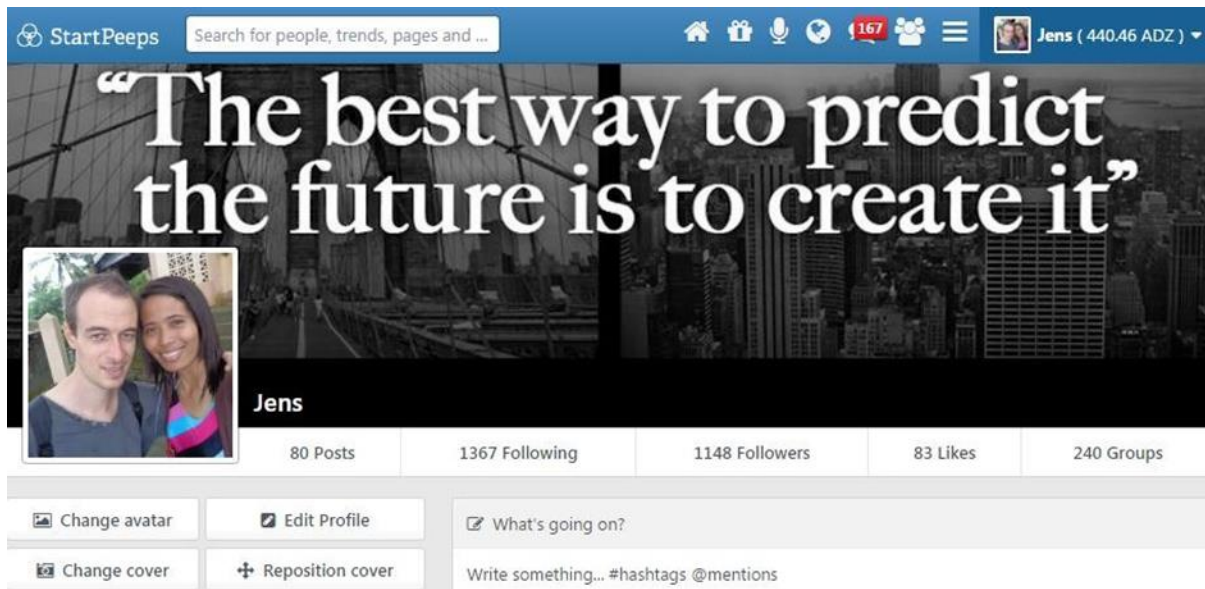 StartPeeps
Search for people, trends, pages and ...
167
Jens ( 440.46 ADZ )
“The best way to predict
the future is to create it”
Jens
80 Posts
1367 Following
1148 Followers
83 Likes
240 Groups
Change avatar
Edit Profile
What's going on?
Change cover
Reposition cover
Write something... #hashtags @mentions